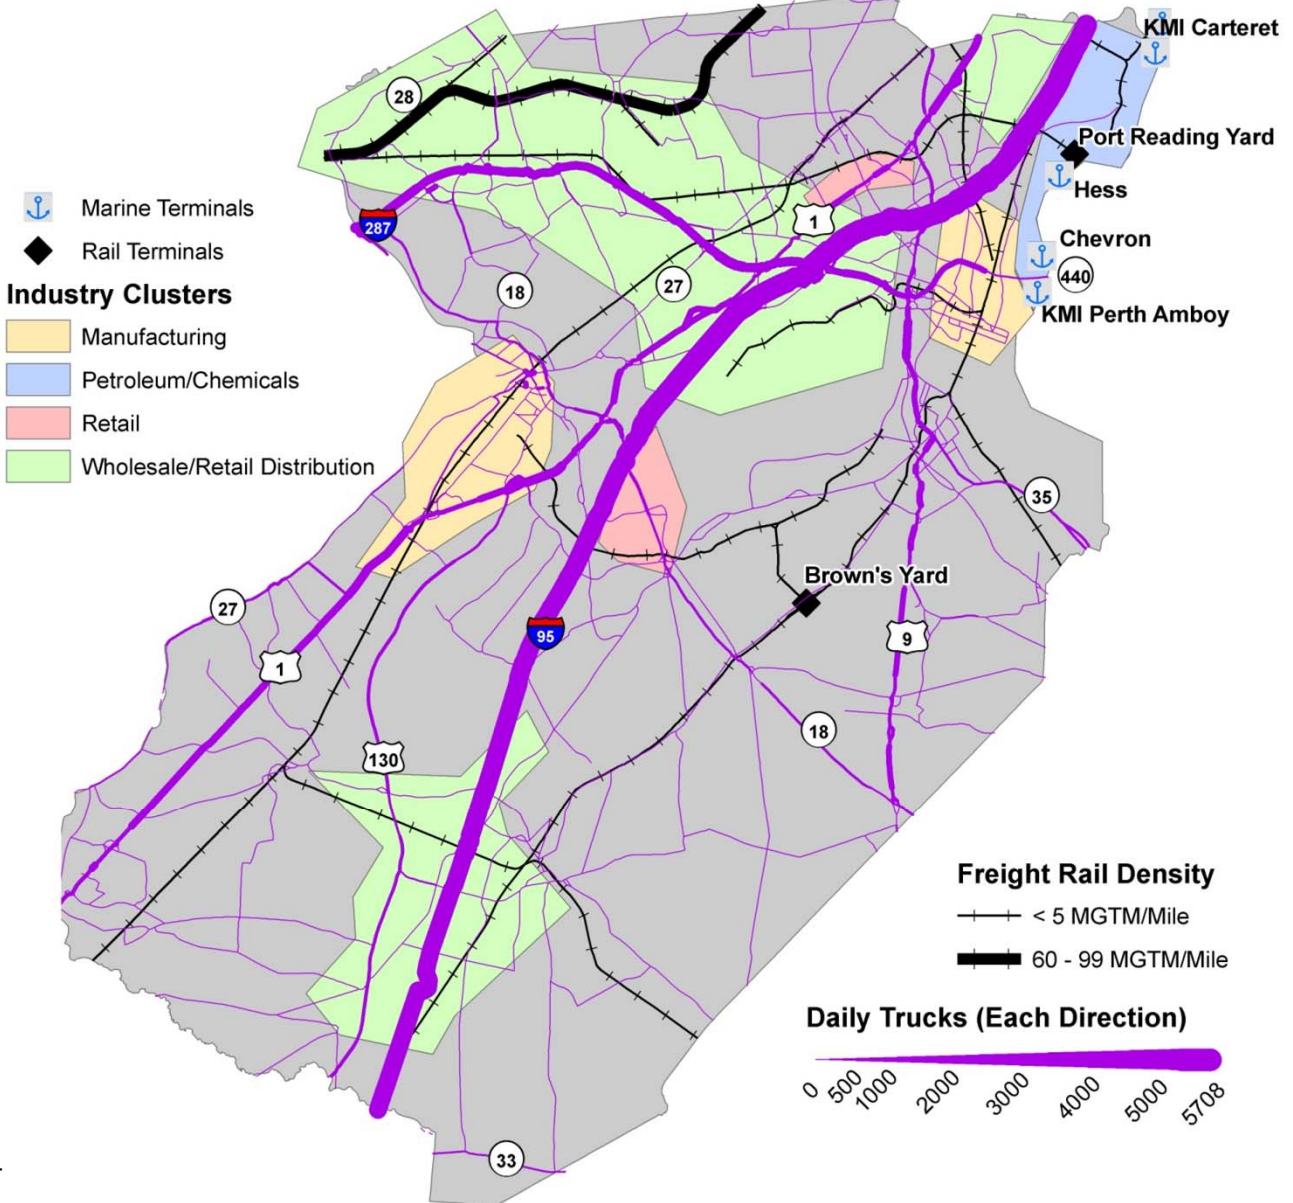 KMI Carteret
28
Port Reading Yard
Hess
Marine Terminals
1
287
Rail Terminals
Chevron
440
Industry Clusters
18
27
KMI Perth Amboy
Manufacturing
Petroleum/Chemicals
Retail
Wholesale/Retail Distribution
35
Brown's Yard
27
95
9
1
18
130
Freight Rail Density
< 5 MGTM/Mile
60 - 99 MGTM/Mile
Daily Trucks (Each Direction)
0 500 1000 2000 3000 4000 5000 5708
33